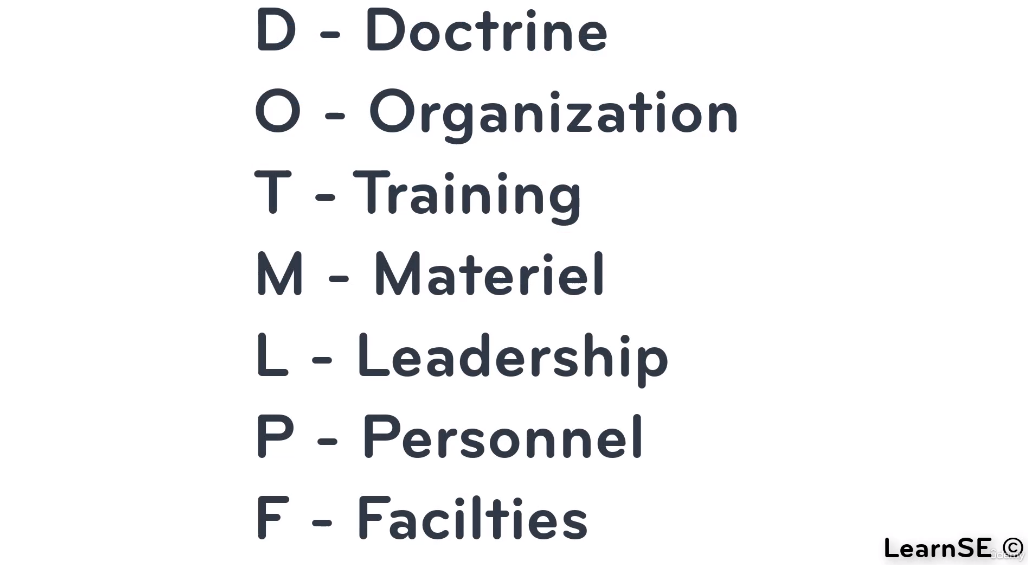 D - Doctrine
O - Organization
T - Training
M - Materiel
L - Leadership
P - Personnel
F - Facilties
LearnSE ©